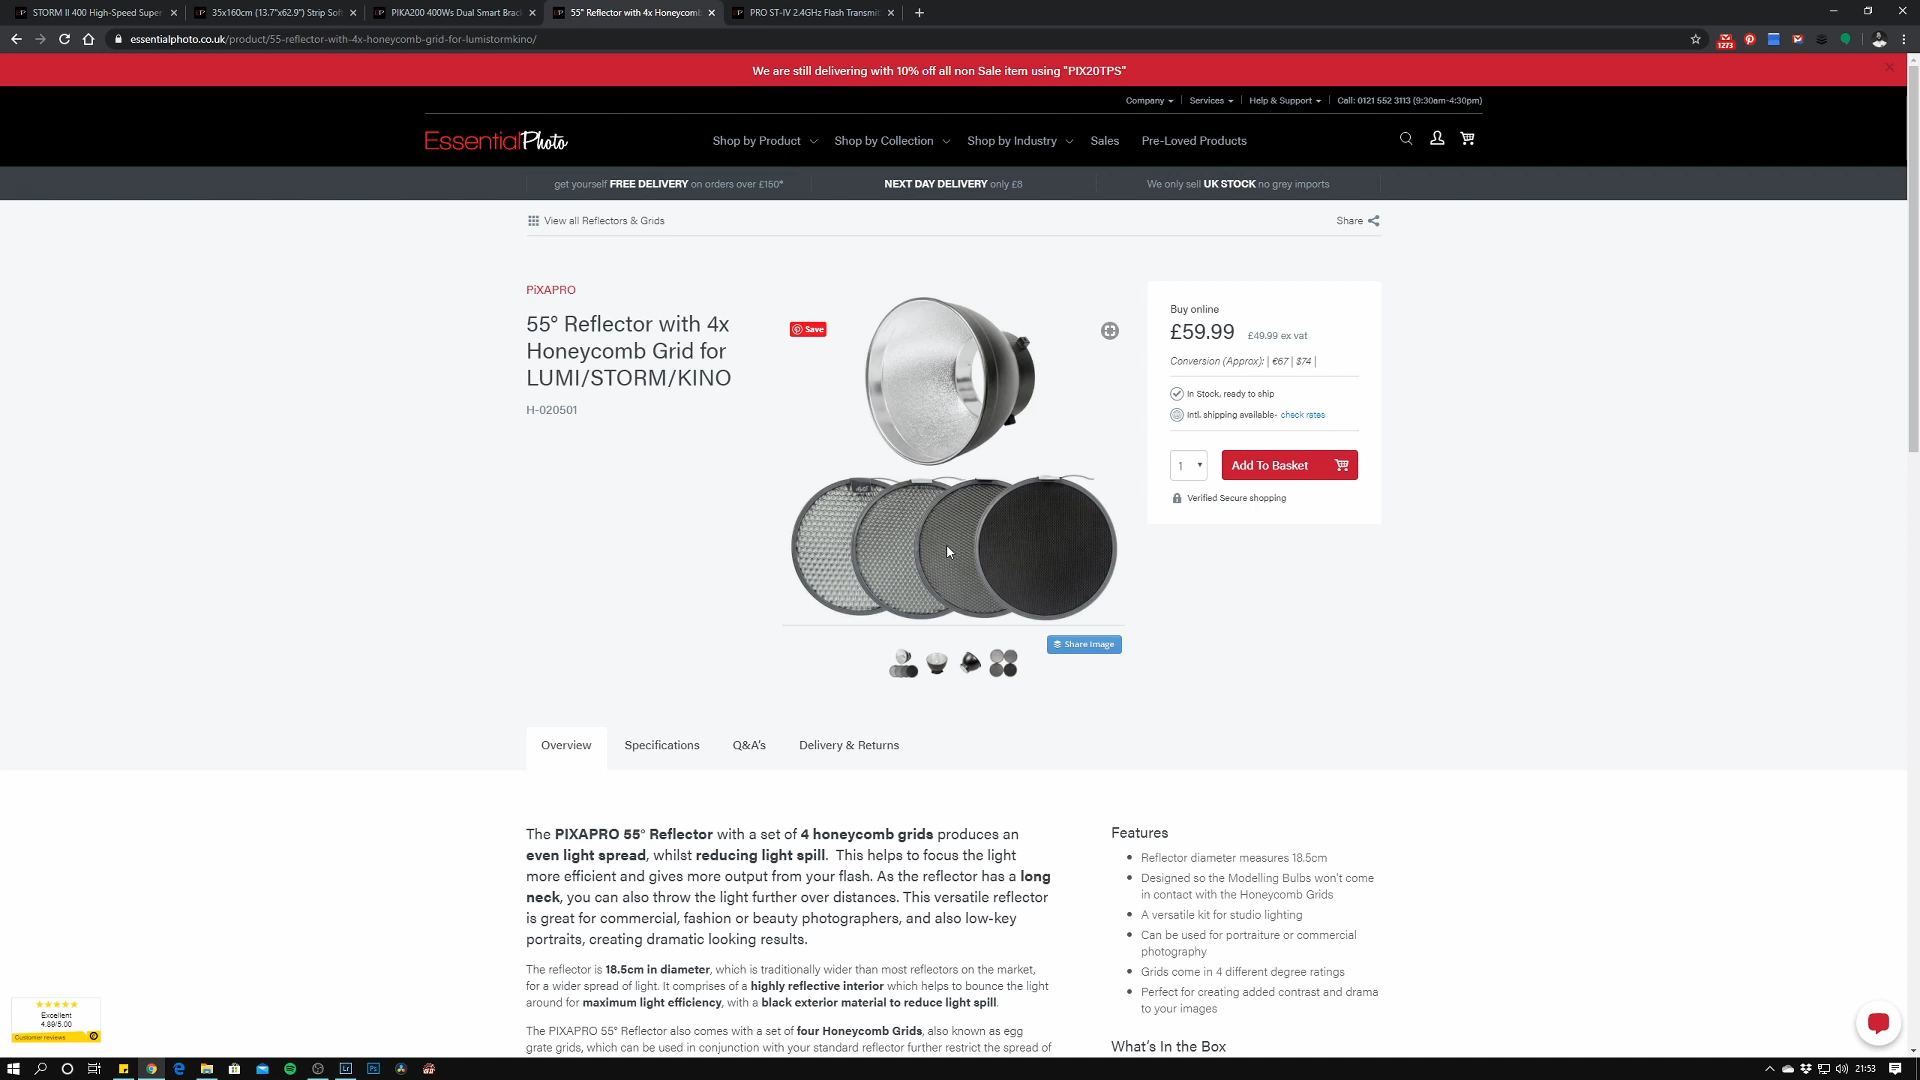 STORM II 400 High-Speed Super
35x160cm (13.7"x62.9") Strip Sof
PIKA200 400Ws Dual Smart Brac
55° Reflector with 4x Honeycomb
PRO ST-IV 2.4GHz Flash Transmit
essentialphoto.co.uk/product/55-reflector-with-4x-honeycomb-grid-for-lumistormkino/
1273
We are still delivering with 10% off all non Sale item using "PIX20TPS"
Company
Services
Help & Support
Call: 0121 552 3113 (9:30am-4:30pm)
EssentialPhoto
Shop by Product
Shop by Collection
Shop by Industry
Sales
Pre-Loved Products
get yourself FREE DELIVERY on orders over £150*
NEXT DAY DELIVERY only £8
We only sell UK STOCK no grey imports
View all Reflectors & Grids
Share
PiXAPRO
55° Reflector with 4x
Honeycomb Grid for
LUMI/STORM/KINO
H-020501
Save
Share Image
Buy online
£59.99 £49.99 ex vat
Conversion (Approx): | €67 | $74 |
In Stock, ready to ship
Intl. shipping available- check rates
1
Add To Basket
Verified Secure shopping
Overview
Specifications
Q&A's
Delivery & Returns
The PIXAPRO 55° Reflector with a set of 4 honeycomb grids produces an
even light spread, whilst reducing light spill. This helps to focus the light
more efficient and gives more output from your flash. As the reflector has a long
neck, you can also throw the light further over distances. This versatile reflector
is great for commercial, fashion or beauty photographers, and also low-key
portraits, creating dramatic looking results.
The reflector is 18.5cm in diameter, which is traditionally wider than most reflectors on the market,
for a wider spread of light. It comprises of a highly reflective interior which helps to bounce the light
around for maximum light efficiency, with a black exterior material to reduce light spill.
The PIXAPRO 55° Reflector also comes with a set of four Honeycomb Grids, also known as egg
grate grids, which can be used in conjunction with your standard reflector further restrict the spread of
Features
Reflector diameter measures 18.5cm
Designed so the Modelling Bulbs won't come
in contact with the Honeycomb Grids
A versatile kit for studio lighting
Can be used for portraiture or commercial
photography
Grids come in 4 different degree ratings
Perfect for creating added contrast and drama
to your images
What's In the Box
Excellent
4.89/5.00
Customer reviews
Lr
Ps
21:53